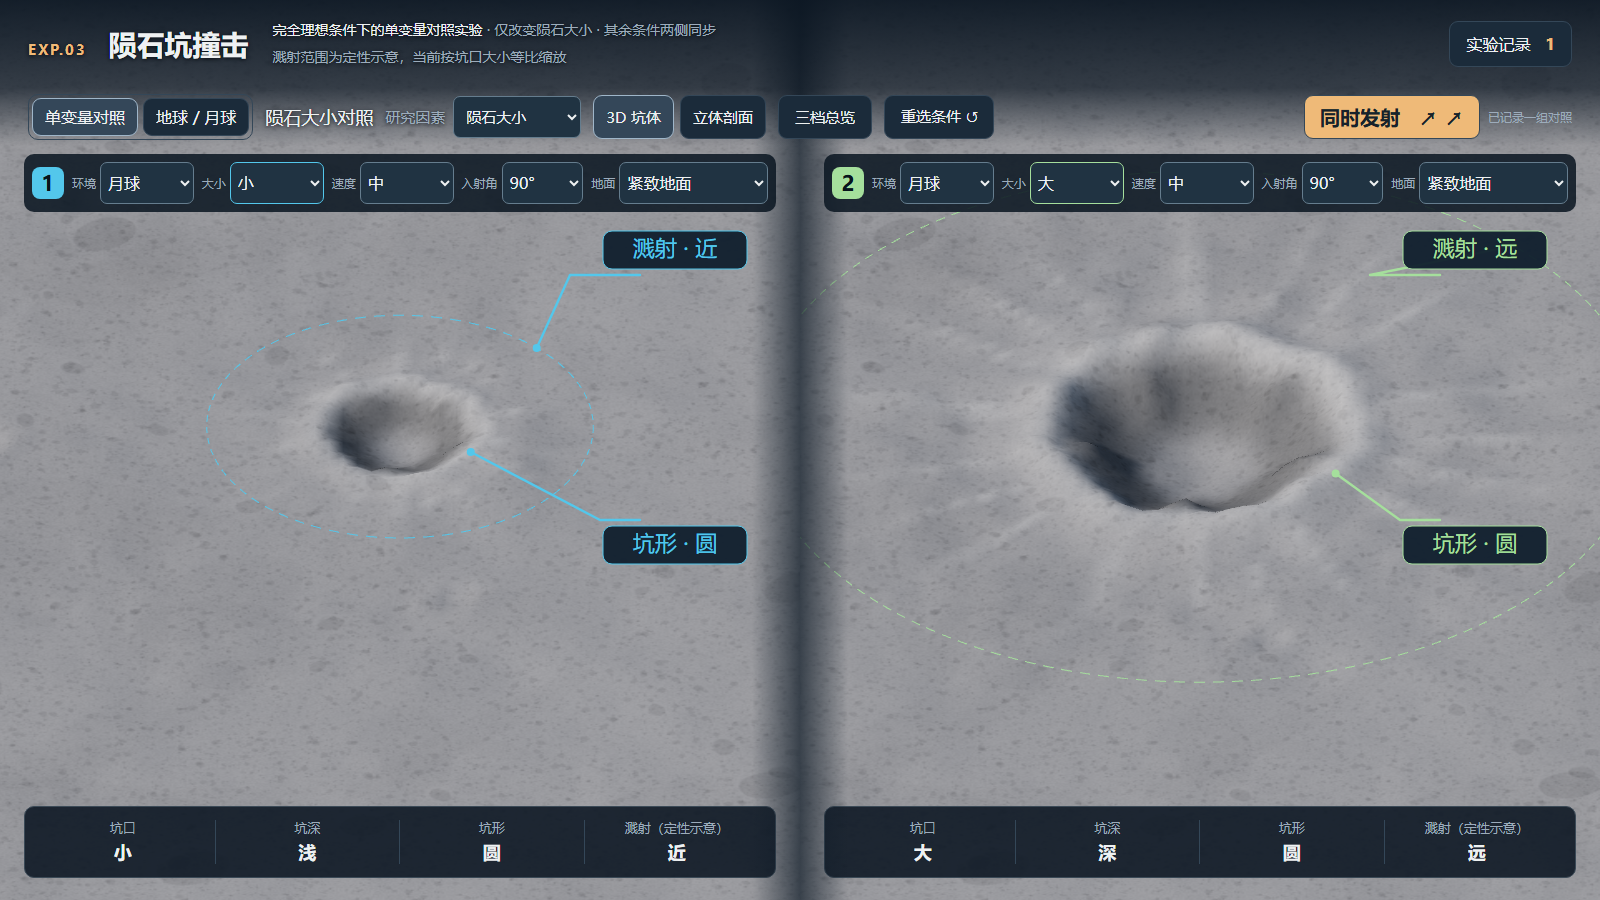 EXP.03
陨石坑撞击
完全理想条件下的单变量对照实验 · 仅改变陨石大小 · 其余条件两侧同步
溅射范围为定性示意，当前按坑口大小等比缩放
实验记录 1
单变量对照 地球 / 月球 陨石大小对照 研究因素 陨石大小 3D 坑体 立体剖面 三档总览 重选条件 ↺ 同时发射 ↗ ↗ 已记录一组对照
1 环境 月球 大小 小 速度 中 入射角 90° 地面 紧致地面
2 环境 月球 大小 大 速度 中 入射角 90° 地面 紧致地面
溅射 · 近
溅射 · 远
坑形 · 圆
坑形 · 圆
坑口 坑深 坑形 溅射（定性示意）
小 浅 圆 近
坑口 坑深 坑形 溅射（定性示意）
大 深 圆 远